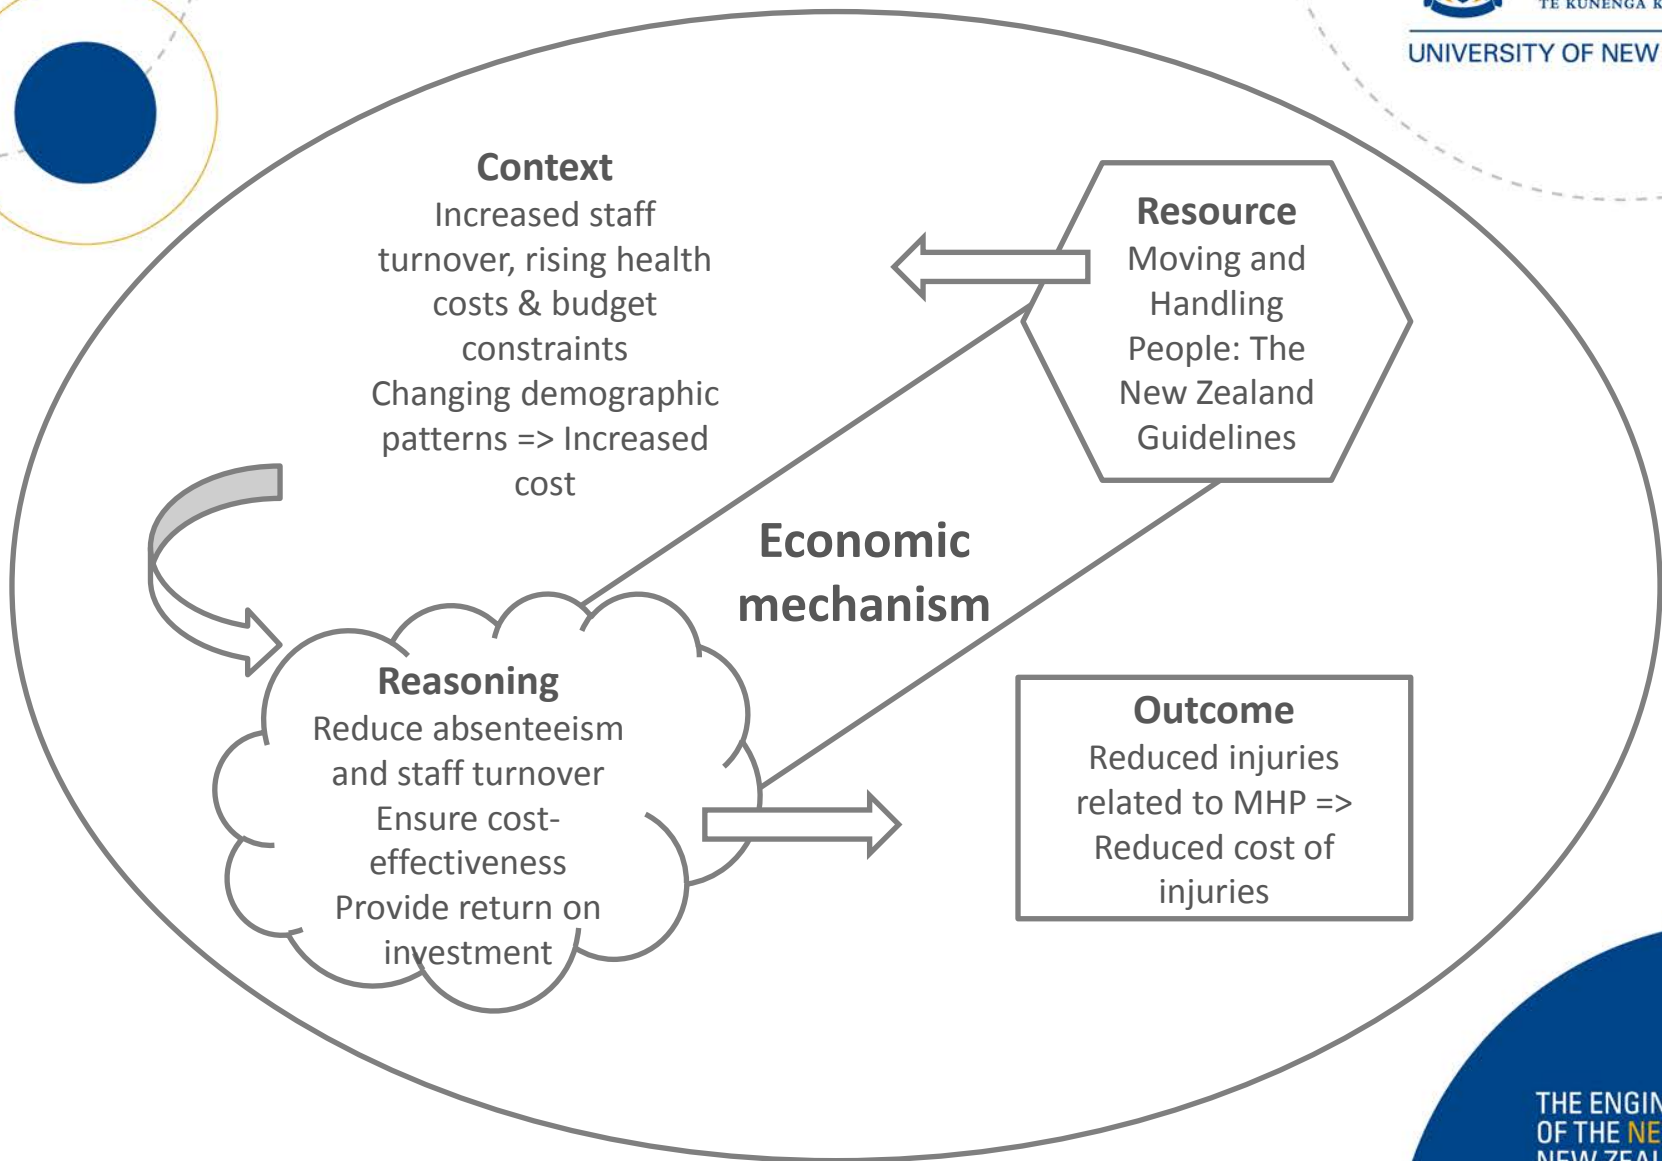 TE KUNENGA K
UNIVERSITY OF NEW
Context
Increased staff
turnover, rising health
costs & budget
constraints
Changing demographic
patterns => Increased
cost
Resource
Moving and
Handling
People: The
New Zealand
Guidelines
Economic
mechanism
Reasoning
Reduce absenteeism
and staff turnover
Ensure cost-
effectiveness
Provide return on
investment
Outcome
Reduced injuries
related to MHP =>
Reduced cost of
injuries
THE ENGIN
OF THE NE
NEW ZEAL